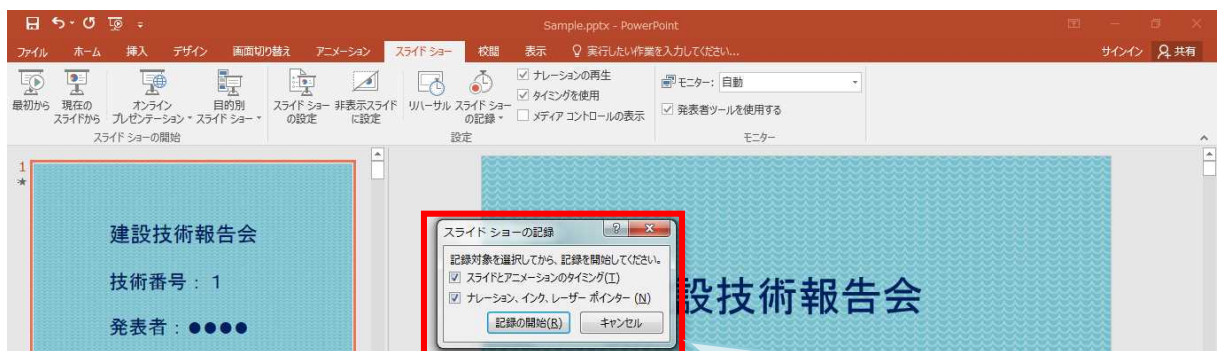 Sample.pptx - PowerPoint
ファイル ホーム 挿入 デザイン 画面切り替え アニメーション スライド ショー 校閲 表示 実行したい作業を入力してください... サインイン 共有
最初から 現在の スライドから オンライン プレゼンテーション 目的別 スライド ショー スライド ショー の設定 非表示スライド に設定 リハーサル スライド ショー の記録
ナレーションの再生
タイミングを使用
メディア コントロールの表示
モニター: 自動
発表者ツールを使用する
スライド ショーの開始 設定 モニター
1
建設技術報告会
技術番号：1
発表者：●●●●
スライド ショーの記録
記録対象を選択してから、記録を開始してください。
スライドとアニメーションのタイミング(T)
ナレーション、インク、レーザー ポインター (N)
記録の開始(R) キャンセル
設技術報告会